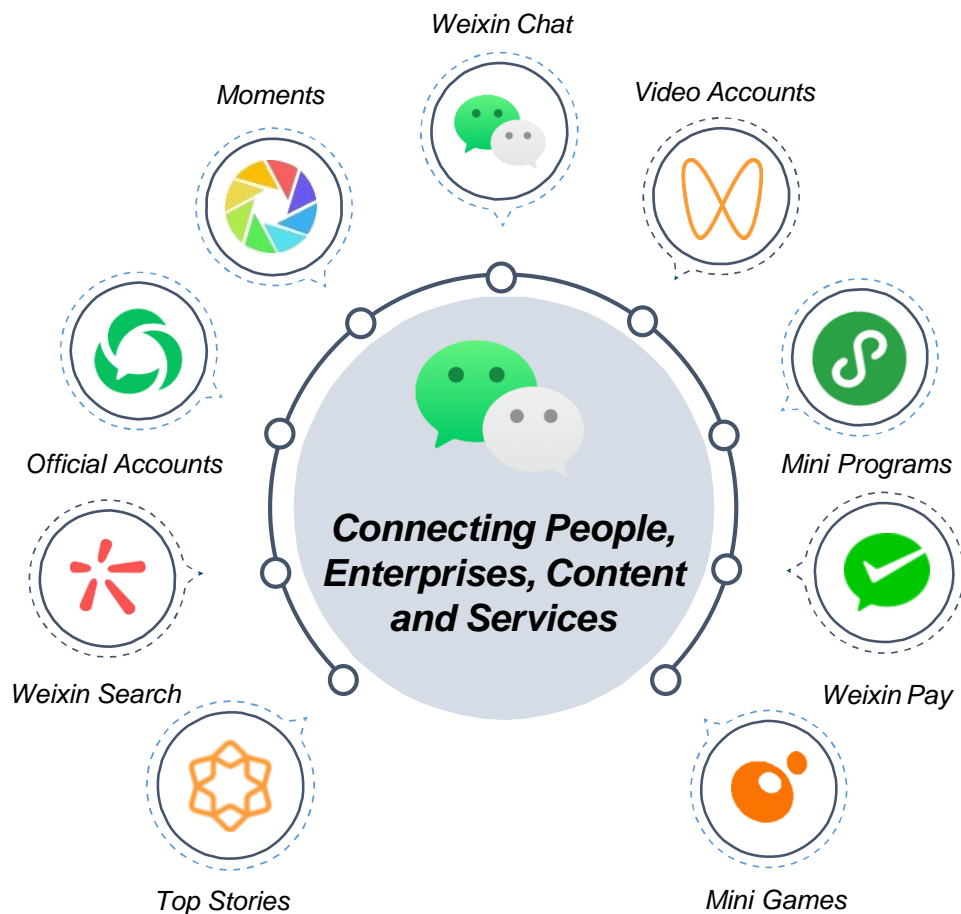 Weixin Chat
Moments
Video Accounts
Official Accounts
Mini Programs
Connecting People,
Enterprises, Content
and Services
Weixin Search
Weixin Pay
Top Stories
Mini Games